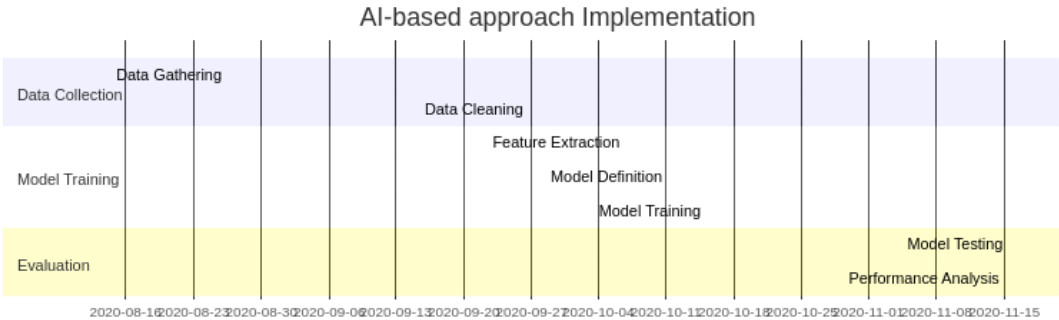 AI-based approach Implementation
Data Gathering
Data Collection
Data Cleaning
Feature Extraction
Model Definition
Model Training
Model Training
Model Testing
Evaluation
Performance Analysis
2020-08-16 2020-08-23 2020-08-30 2020-09-06 2020-09-13 2020-09-20 2020-09-27 2020-10-04 2020-10-11 2020-10-18 2020-10-25 2020-11-01 2020-11-08 2020-11-15